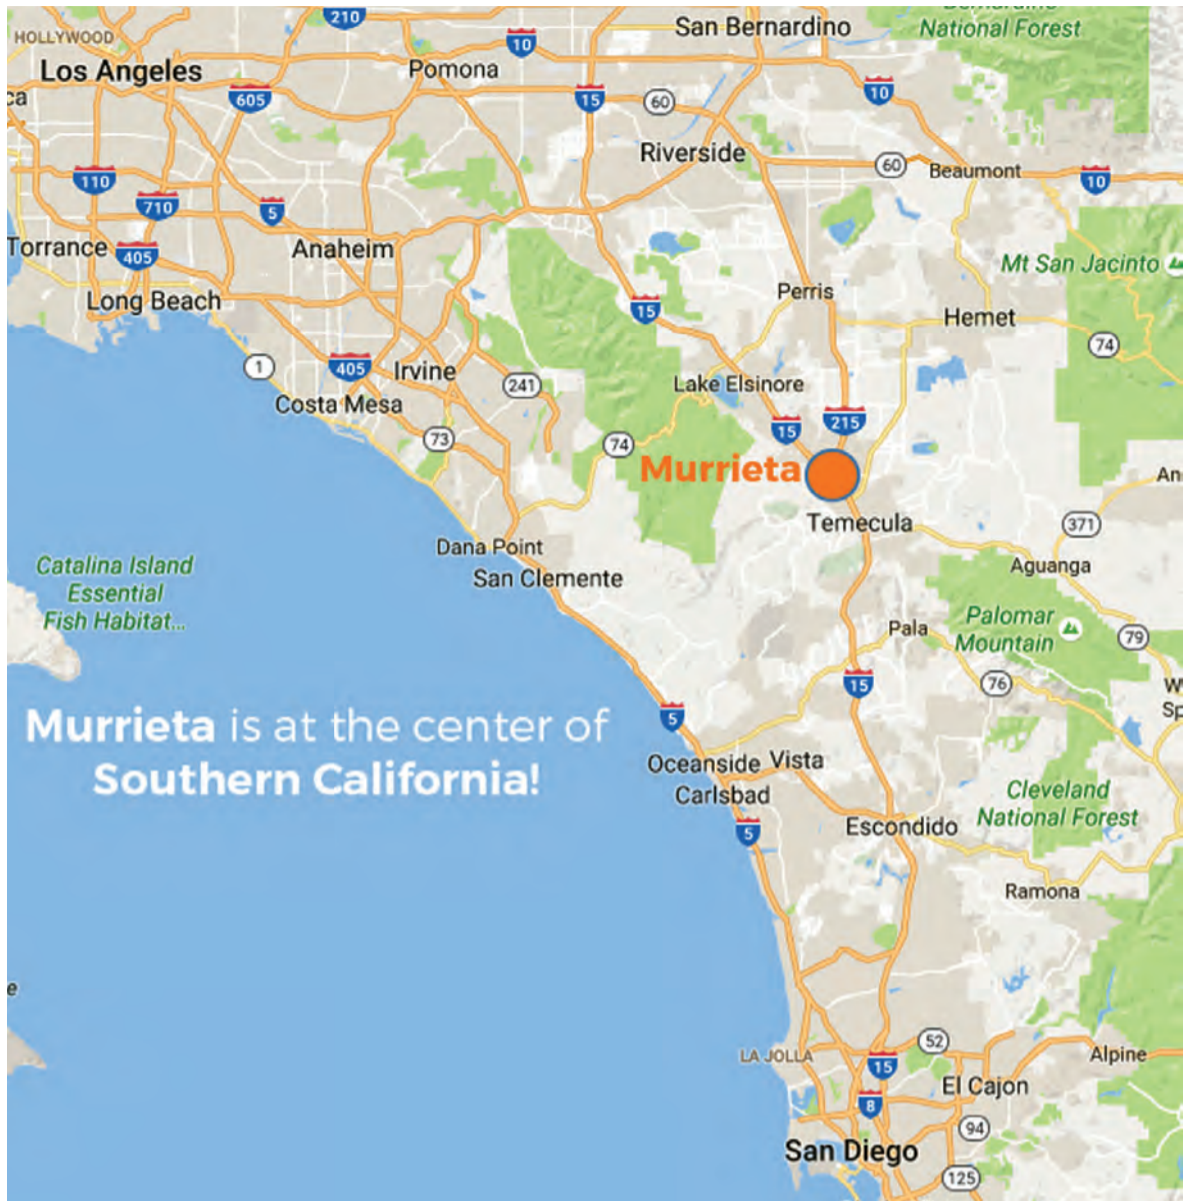 Bernardino
National Forest
210
San Bernardino
HOLLYWOOD
10
Los Angeles
Pomona
10
605
15
60
ca
Riverside
60
Beaumont
110
10
710
5
Torrance
405
Anaheim
Mt San Jacinto
Long Beach
Perris
15
Hemet
74
1
405
Irvine
241
Lake Elsinore
Costa Mesa
15
215
73
74
Murrieta
An
Temecula
371
Dana Point
Aguanga
Catalina Island
Essential
Fish Habitat...
San Clemente
Palomar
Mountain
Pala
79
15
76
W
Sp
Murrieta is at the center of
Southern California!
5
Oceanside
Vista
Carlsbad
Cleveland
National Forest
5
Escondido
Ramona
e
52
LA JOLLA
15
Alpine
El Cajon
8
94
San Diego
125